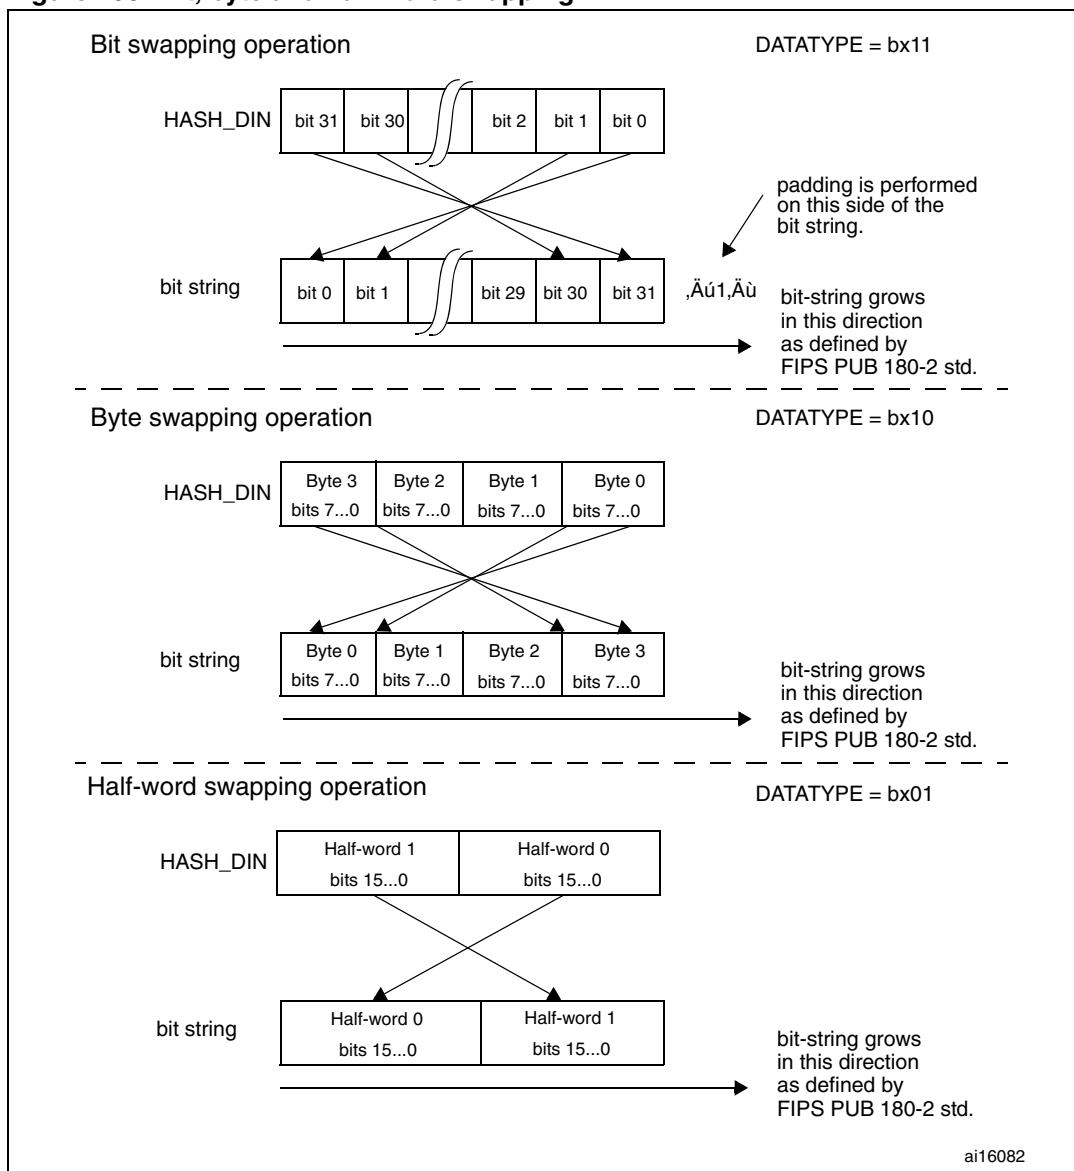 Bit swapping operation
DATATYPE = bx11
HASH_DIN
bit 31 bit 30 bit 2 bit 1 bit 0
padding is performed
on this side of the
bit string.
bit string
bit 0 bit 1 bit 29 bit 30 bit 31
‚Äú1‚Äù
bit-string grows
in this direction
as defined by
FIPS PUB 180-2 std.
Byte swapping operation
DATATYPE = bx10
HASH_DIN
Byte 3 Byte 2 Byte 1 Byte 0
bits 7...0 bits 7...0 bits 7...0 bits 7...0
bit string
Byte 0 Byte 1 Byte 2 Byte 3
bits 7...0 bits 7...0 bits 7...0 bits 7...0
bit-string grows
in this direction
as defined by
FIPS PUB 180-2 std.
Half-word swapping operation
DATATYPE = bx01
HASH_DIN
Half-word 1 Half-word 0
bits 15...0 bits 15...0
bit string
Half-word 0 Half-word 1
bits 15...0 bits 15...0
bit-string grows
in this direction
as defined by
FIPS PUB 180-2 std.
ai16082